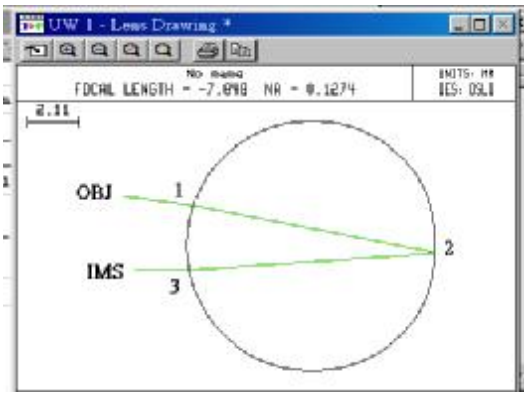 UW 1 - Lens Drawing *
No name
FOCAL LENGTH = -7.898 NA = 0.1274
UNITS: MM
DES: OSLO
2.11
OBJ
1
2
IMS
3